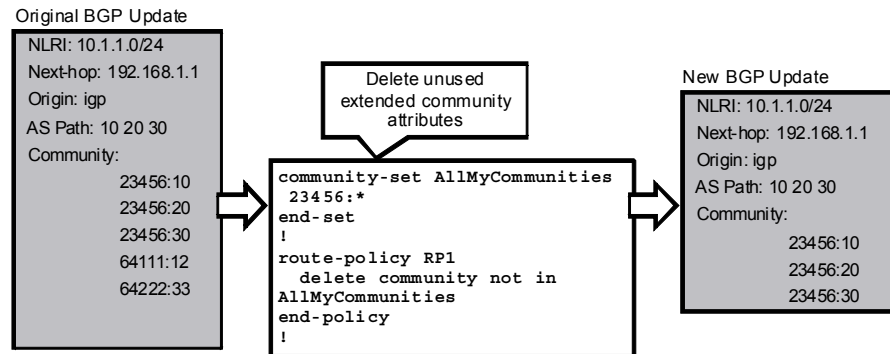 Original BGP Update
NLRI: 10.1.1.0/24
Next-hop: 192.168.1.1
Origin: igp
AS Path: 10 20 30
Community:
23456:10
23456:20
23456:30
64111:12
64222:33
Delete unused
extended community
attributes
community-set AllMyCommunities
23456:*
end-set
!
route-policy RP1
delete community not in
AllMyCommunities
end-policy
!
New BGP Update
NLRI: 10.1.1.0/24
Next-hop: 192.168.1.1
Origin: igp
AS Path: 10 20 30
Community:
23456:10
23456:20
23456:30